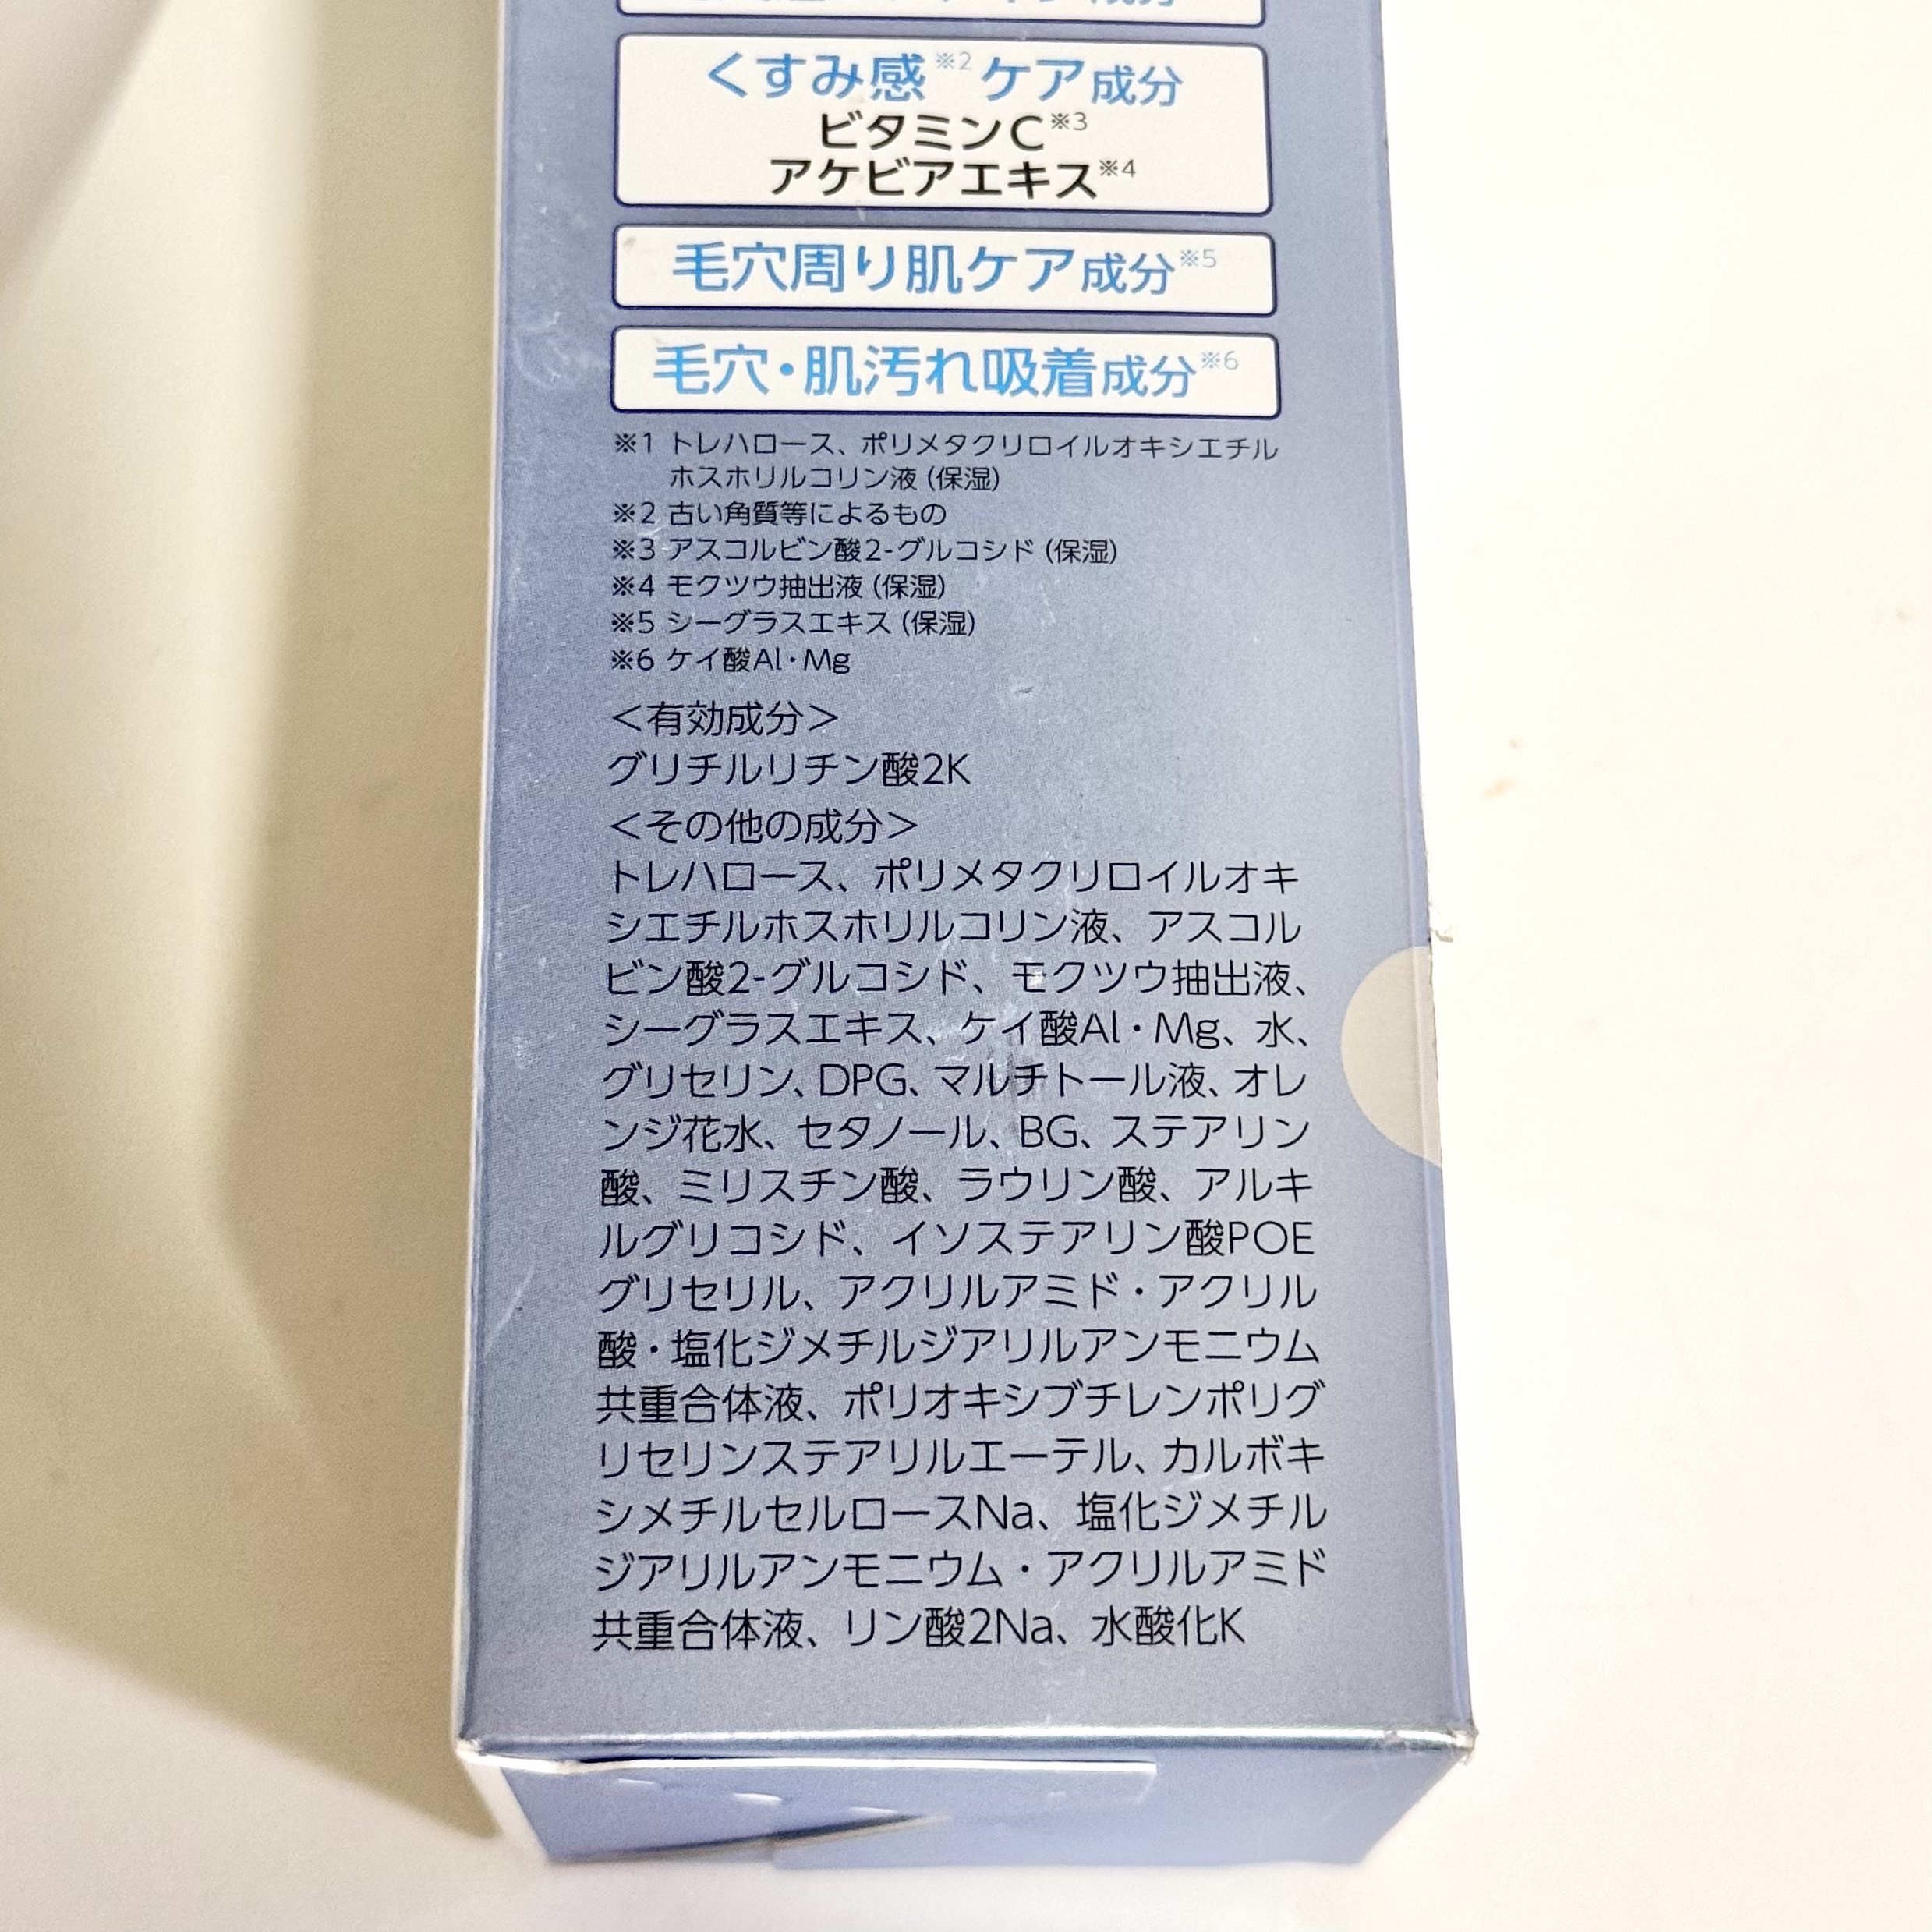 成分
くすみ感※2ケア成分
ビタミンC※3
アケビアエキス※4
毛穴周り肌ケア成分※5
毛穴・肌汚れ吸着成分※6
※1 トレハロース、ポリメタクリロイルオキシエチル
ホスホリルコリン液（保湿）
※2 古い角質等によるもの
※3 アスコルビン酸2-グルコシド（保湿）
※4 モクツウ抽出液（保湿）
※5 シーグラスエキス（保湿）
※6 ケイ酸Al・Mg
＜有効成分＞
グリチルリチン酸2K
＜その他の成分＞
トレハロース、ポリメタクリロイルオキ
シエチルホスホリルコリン液、アスコル
ビン酸2-グルコシド、モクツウ抽出液、
シーグラスエキス、ケイ酸Al・Mg、水、
グリセリン、DPG、マルチトール液、オレ
ンジ花水、セタノール、BG、ステアリン
酸、ミリスチン酸、ラウリン酸、アルキ
ルグリコシド、イソステアリン酸POE
グリセリル、アクリルアミド・アクリル
酸・塩化ジメチルジアリルアンモニウム
共重合体液、ポリオキシブチレンポリグ
リセリンステアリルエーテル、カルボキ
シメチルセルロースNa、塩化ジメチル
ジアリルアンモニウム・アクリルアミド
共重合体液、リン酸2Na、水酸化K